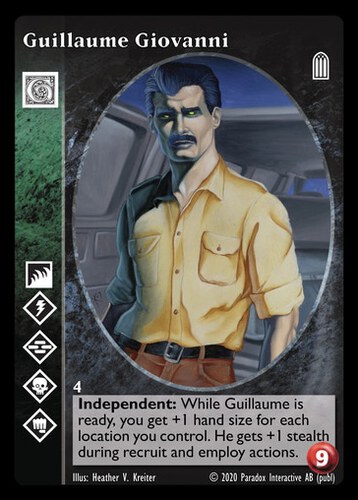 Guillaume Giovanni
4
Independent: While Guillaume is
ready, you get +1 hand size for each
location you control. He gets +1 stealth
during recruit and employ actions.
9
Illus: Heather V. Kreiter © 2020 Paradox Interactive AB (publ)